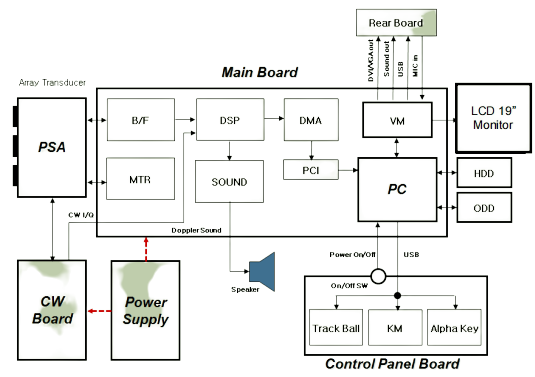 Rear Board
DVI/VGA out
Sound out
USB
MIC in
Main Board
Array Transducer
PSA
B/F
DSP
DMA
VM
LCD 19"
Monitor
MTR
SOUND
PCI
PC
HDD
ODD
CW I/Q
Doppler Sound
Power On/Off
USB
Speaker
CW
Board
Power
Supply
On/Off SW
Track Ball
KM
Alpha Key
Control Panel Board